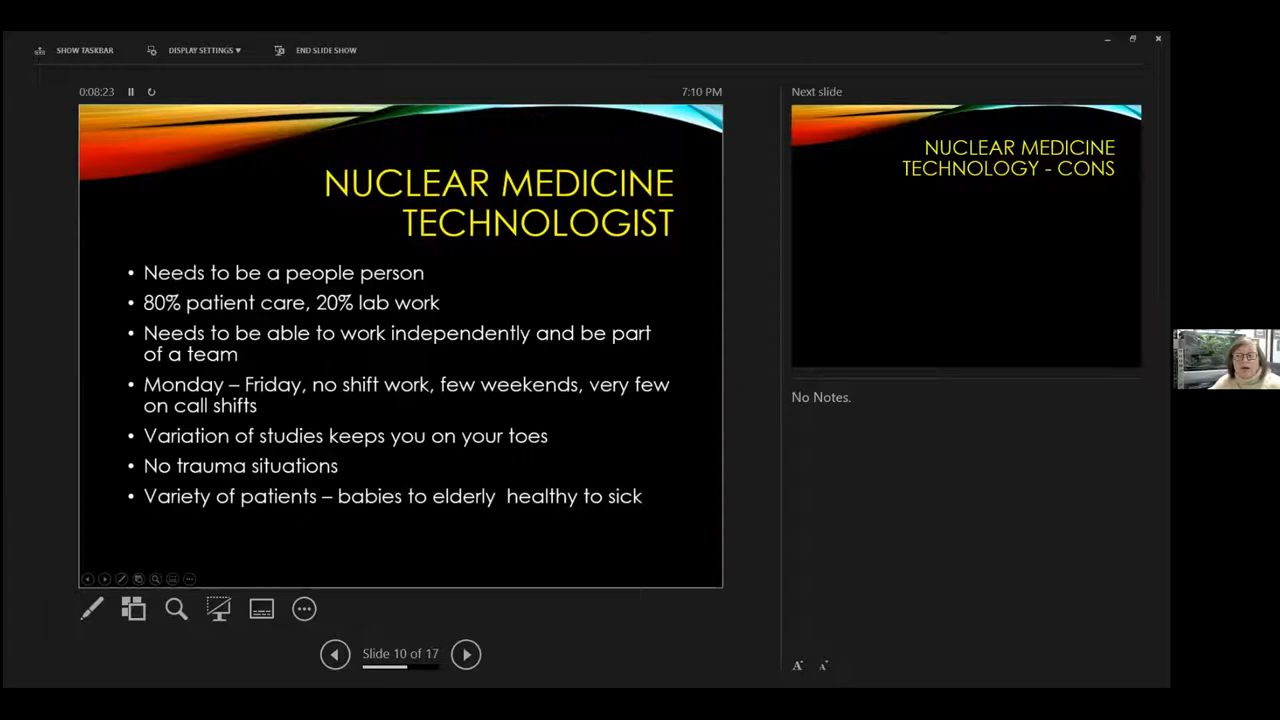 SHOW TASKBAR
DISPLAY SETTINGS ▼
END SLIDE SHOW
0:08:23
7:10 PM
NUCLEAR MEDICINE
TECHNOLOGIST
• Needs to be a people person
• 80% patient care, 20% lab work
• Needs to be able to work independently and be part
of a team
• Monday – Friday, no shift work, few weekends, very few
on call shifts
• Variation of studies keeps you on your toes
• No trauma situations
• Variety of patients – babies to elderly healthy to sick
Slide 10 of 17
Next slide
NUCLEAR MEDICINE
TECHNOLOGY - CONS
No Notes.
A A